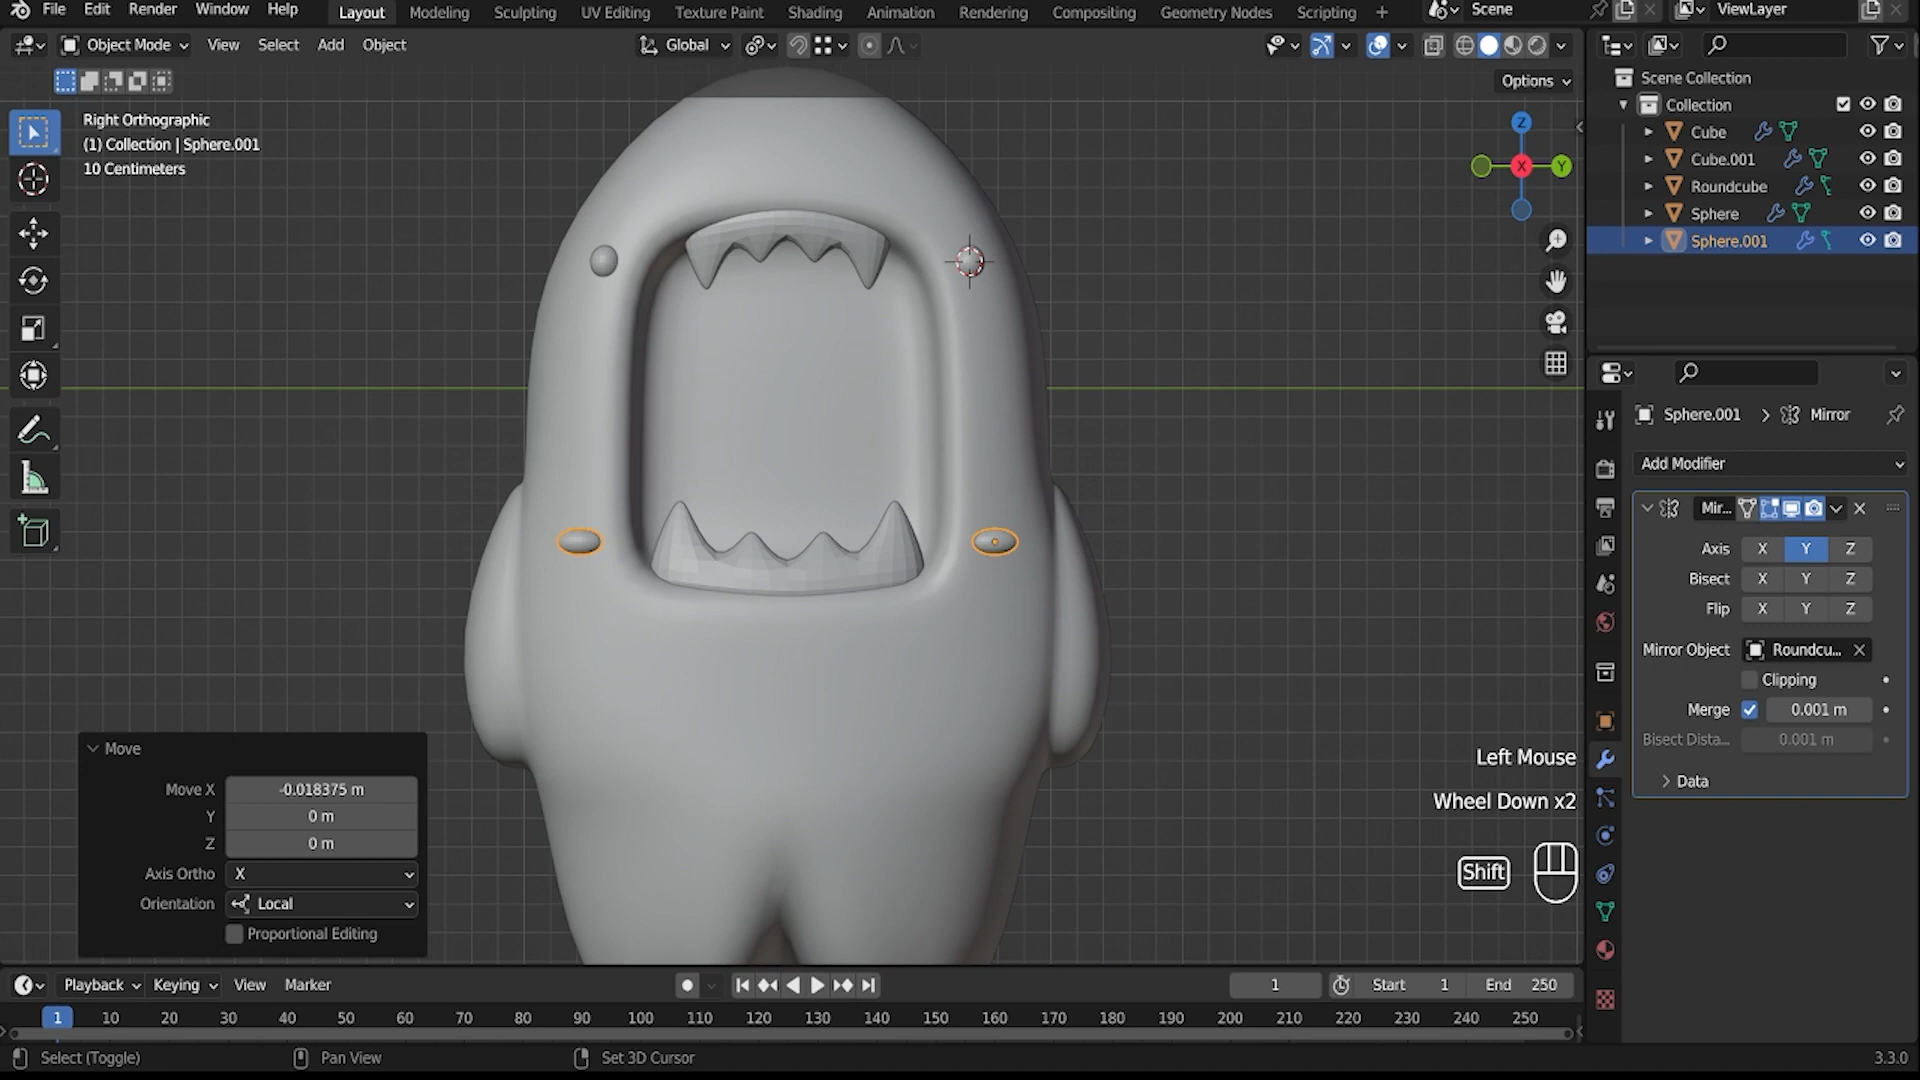 File Edit Render Window Help Layout Modeling Sculpting UV Editing Texture Paint Shading Animation Rendering Compositing Geometry Nodes Scripting + Scene ViewLayer
Object Mode View Select Add Object Global
Options
Right Orthographic
(1) Collection | Sphere.001
10 Centimeters
Z
X
Y
Scene Collection
Collection
Cube
Cube.001
Roundcube
Sphere
Sphere.001
Sphere.001 > Mirror
Add Modifier
Mir...
Axis X Y Z
Bisect X Y Z
Flip X Y Z
Mirror Object Roundcu...
Clipping
Merge 0.001 m
Bisect Dista... 0.001 m
Data
Left Mouse
Wheel Down x2
Shift
Move
Move X -0.018375 m
Y 0 m
Z 0 m
Axis Ortho X
Orientation Local
Proportional Editing
Playback Keying View Marker 1 Start 1 End 250
1 10 20 30 40 50 60 70 80 90 100 110 120 130 140 150 160 170 180 190 200 210 220 230 240 250
Select (Toggle) Pan View Set 3D Cursor 3.3.0